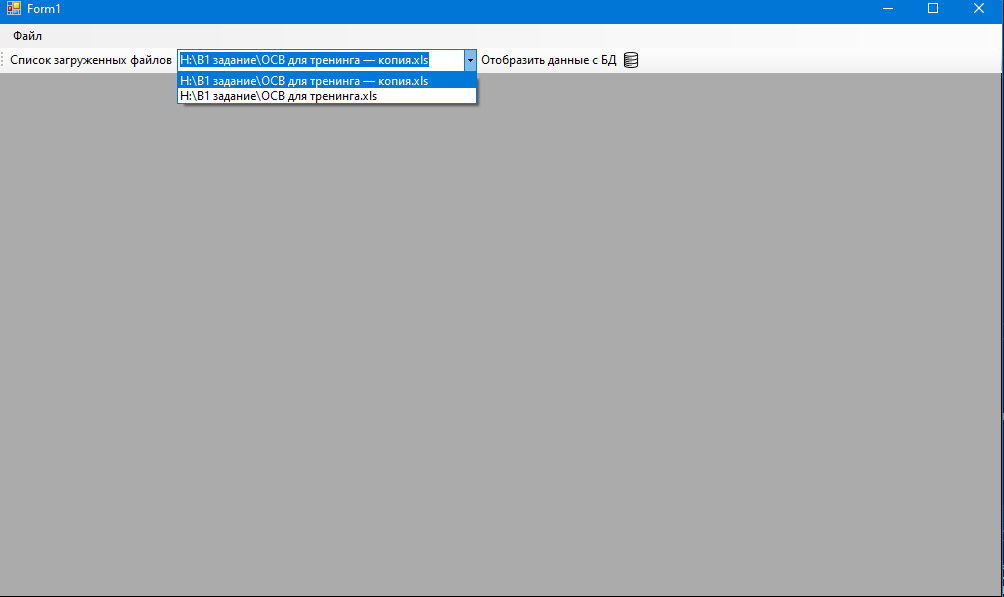 Form1
Файл
Список загруженных файлов H:\B1 задание\ОСВ для тренинга — копия.xls Отобразить данные с БД
H:\B1 задание\ОСВ для тренинга — копия.xls
H:\B1 задание\ОСВ для тренинга.xls